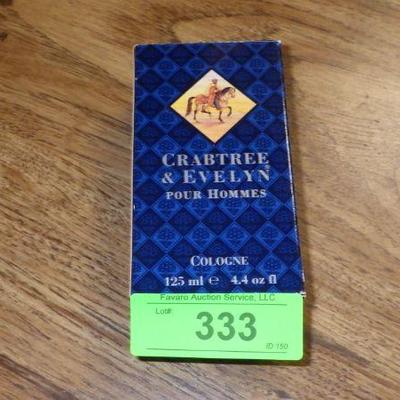 CRABTREE
& EVELYN
POUR HOMMES
COLOGNE
125 ml e 4.4 oz fl
Favaro Auction Service, LLC
Lot#:
333
ID 150